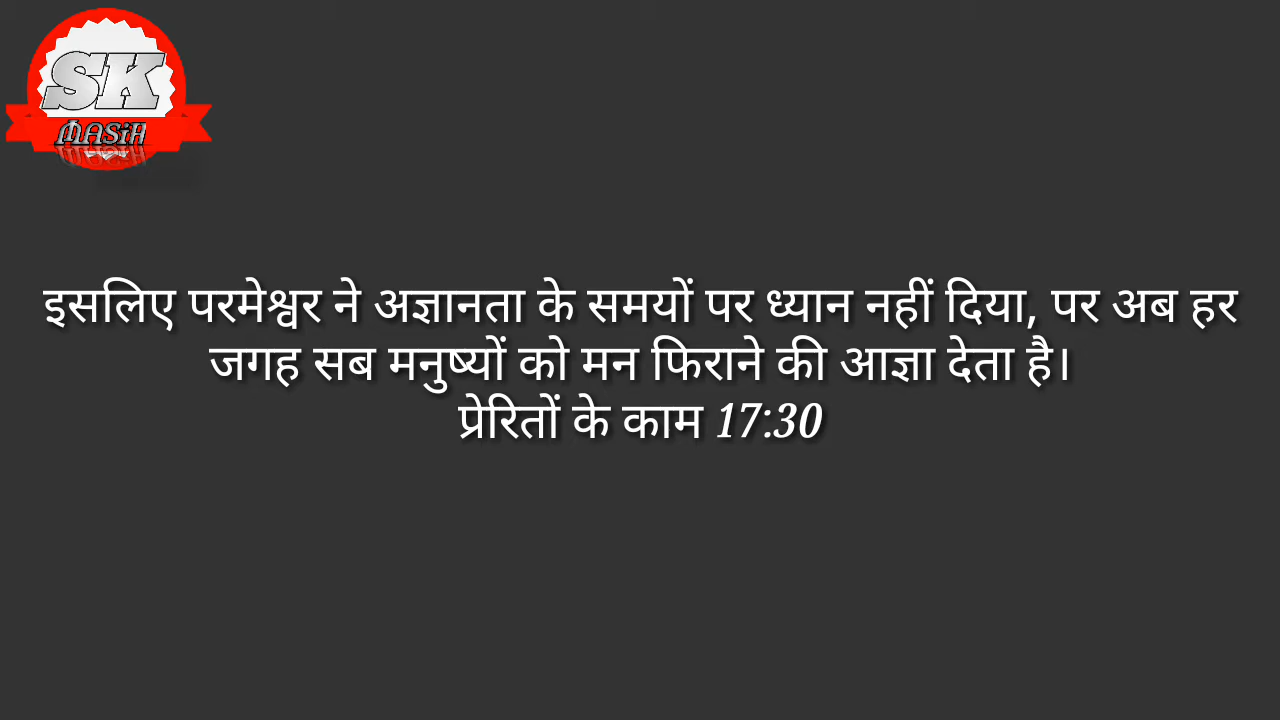 SK
MASiH
इसलिए परमेश्वर ने अज्ञानता के समयों पर ध्यान नहीं दिया, पर अब हर
जगह सब मनुष्यों को मन फिराने की आज्ञा देता है।
प्रेरितों के काम 17:30